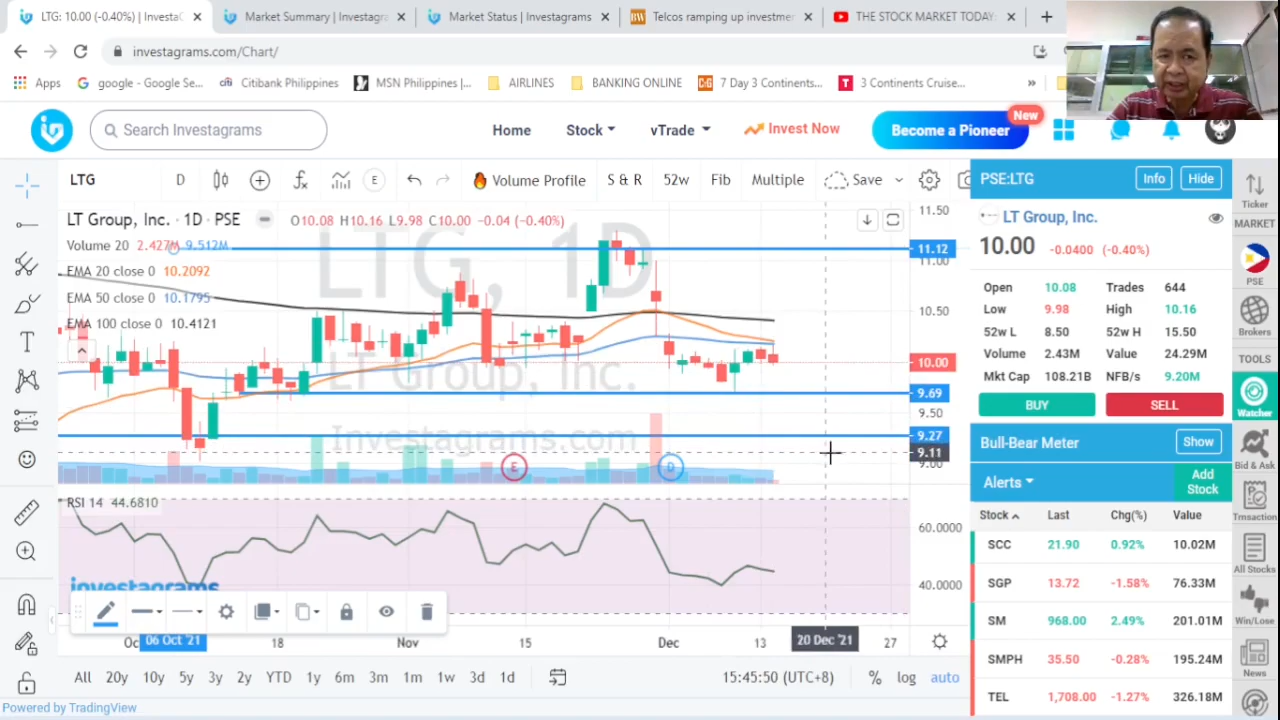 LTG: 10.00 (-0.40%) | Investa
Market Summary | Investagra
Market Status | Investagrams
Telcos ramping up investmen
THE STOCK MARKET TODAY:
investagrams.com/Chart/
Apps
google - Google Se...
Citibank Philippines
MSN Philippines |...
AIRLINES
BANKING ONLINE
7 Day 3 Continents...
3 Continents Cruise...
Search Investagrams
Home
Stock
vTrade
Invest Now
Become a Pioneer
New
LTG
D
E
Volume Profile
S & R
52w
Fib
Multiple
Save
LTG, 1D
LT Group, Inc.
Investagrams.com
LT Group, Inc. · 1D · PSE
O10.08 H10.16 L9.98 C10.00 -0.04 (-0.40%)
Volume 20 2.427M 9.512M
EMA 20 close 0 10.2092
EMA 50 close 0 10.1795
EMA 100 close 0 10.4121
11.50
11.12
11.00
10.50
10.00
9.69
9.50
9.27
9.11
9.00
E
D
RSI 14 44.6810
60.0000
40.0000
investagrams
06 Oct '21
18
Nov
15
Dec
13
20 Dec '21
27
All
20y
10y
5y
3y
2y
YTD
1y
6m
3m
1m
1w
3d
1d
15:45:50 (UTC+8)
%
log
auto
Powered by TradingView
PSE:LTG
Info
Hide
LT Group, Inc.
10.00 -0.0400 (-0.40%)
Open 10.08 Trades 644
Low 9.98 High 10.16
52w L 8.50 52w H 15.50
Volume 2.43M Value 24.29M
Mkt Cap 108.21B NFB/s 9.20M
BUY
SELL
Bull-Bear Meter
Show
Alerts
Add
Stock
Stock Last Chg(%) Value
SCC 21.90 0.92% 10.02M
SGP 13.72 -1.58% 76.33M
SM 968.00 2.49% 201.01M
SMPH 35.50 -0.28% 195.24M
TEL 1,708.00 -1.27% 326.18M
Ticker
MARKET
PSE
Brokers
TOOLS
Watcher
Bid & Ask
Trnsaction
All Stocks
Win/Lose
News